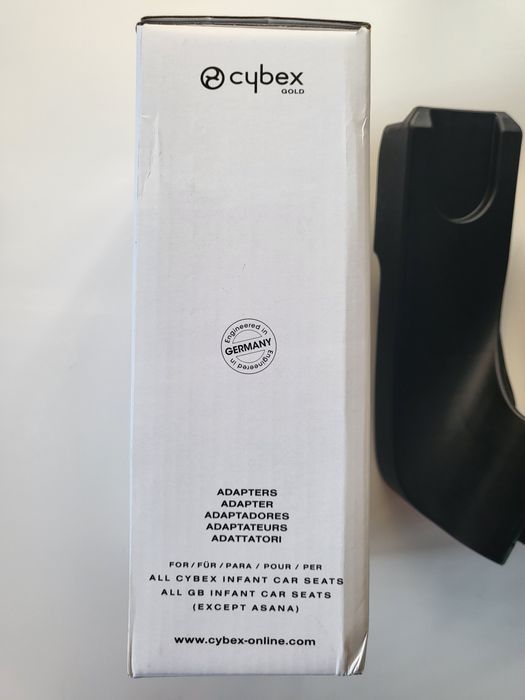 cybex
GOLD
Engineered in
GERMANY
Engineered in
ADAPTERS
ADAPTER
ADAPTADORES
ADAPTATEURS
ADATTATORI
FOR / FÜR / PARA / POUR / PER
ALL CYBEX INFANT CAR SEATS
ALL GB INFANT CAR SEATS
(EXCEPT ASANA)
www.cybex-online.com